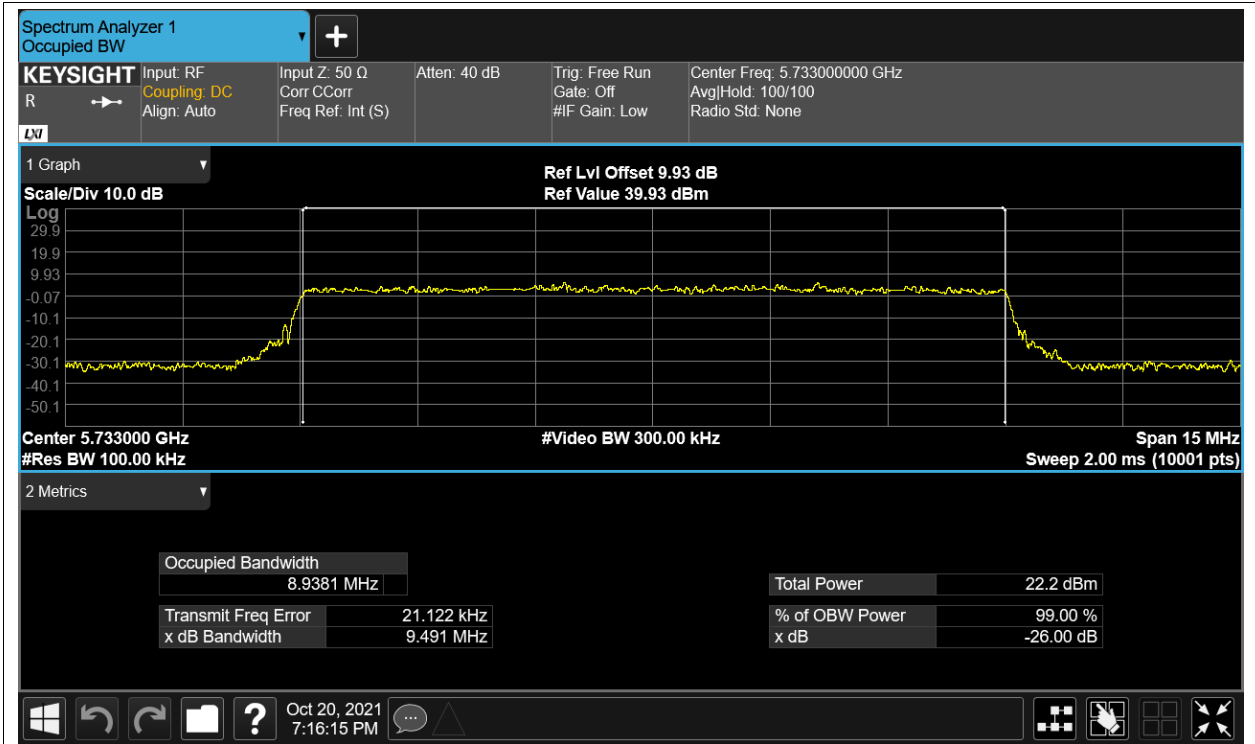 Spectrum Analyzer 1
Occupied BW
KEYSIGHT
R
LXI
Input: RF
Coupling: DC
Align: Auto
Input Z: 50 Ω
Corr CCorr
Freq Ref: Int (S)
Atten: 40 dB
Trig: Free Run
Gate: Off
#IF Gain: Low
Center Freq: 5.733000000 GHz
Avg|Hold: 100/100
Radio Std: None
1 Graph
Scale/Div 10.0 dB
Ref Lvl Offset 9.93 dB
Ref Value 39.93 dBm
Log
29.9
19.9
9.93
-0.07
-10.1
-20.1
-30.1
-40.1
-50.1
Center 5.733000 GHz
#Res BW 100.00 kHz
#Video BW 300.00 kHz
Span 15 MHz
Sweep 2.00 ms (10001 pts)
2 Metrics
Occupied Bandwidth
8.9381 MHz
Transmit Freq Error 21.122 kHz
x dB Bandwidth 9.491 MHz
Total Power 22.2 dBm
% of OBW Power 99.00 %
x dB -26.00 dB
?
Oct 20, 2021
7:16:15 PM